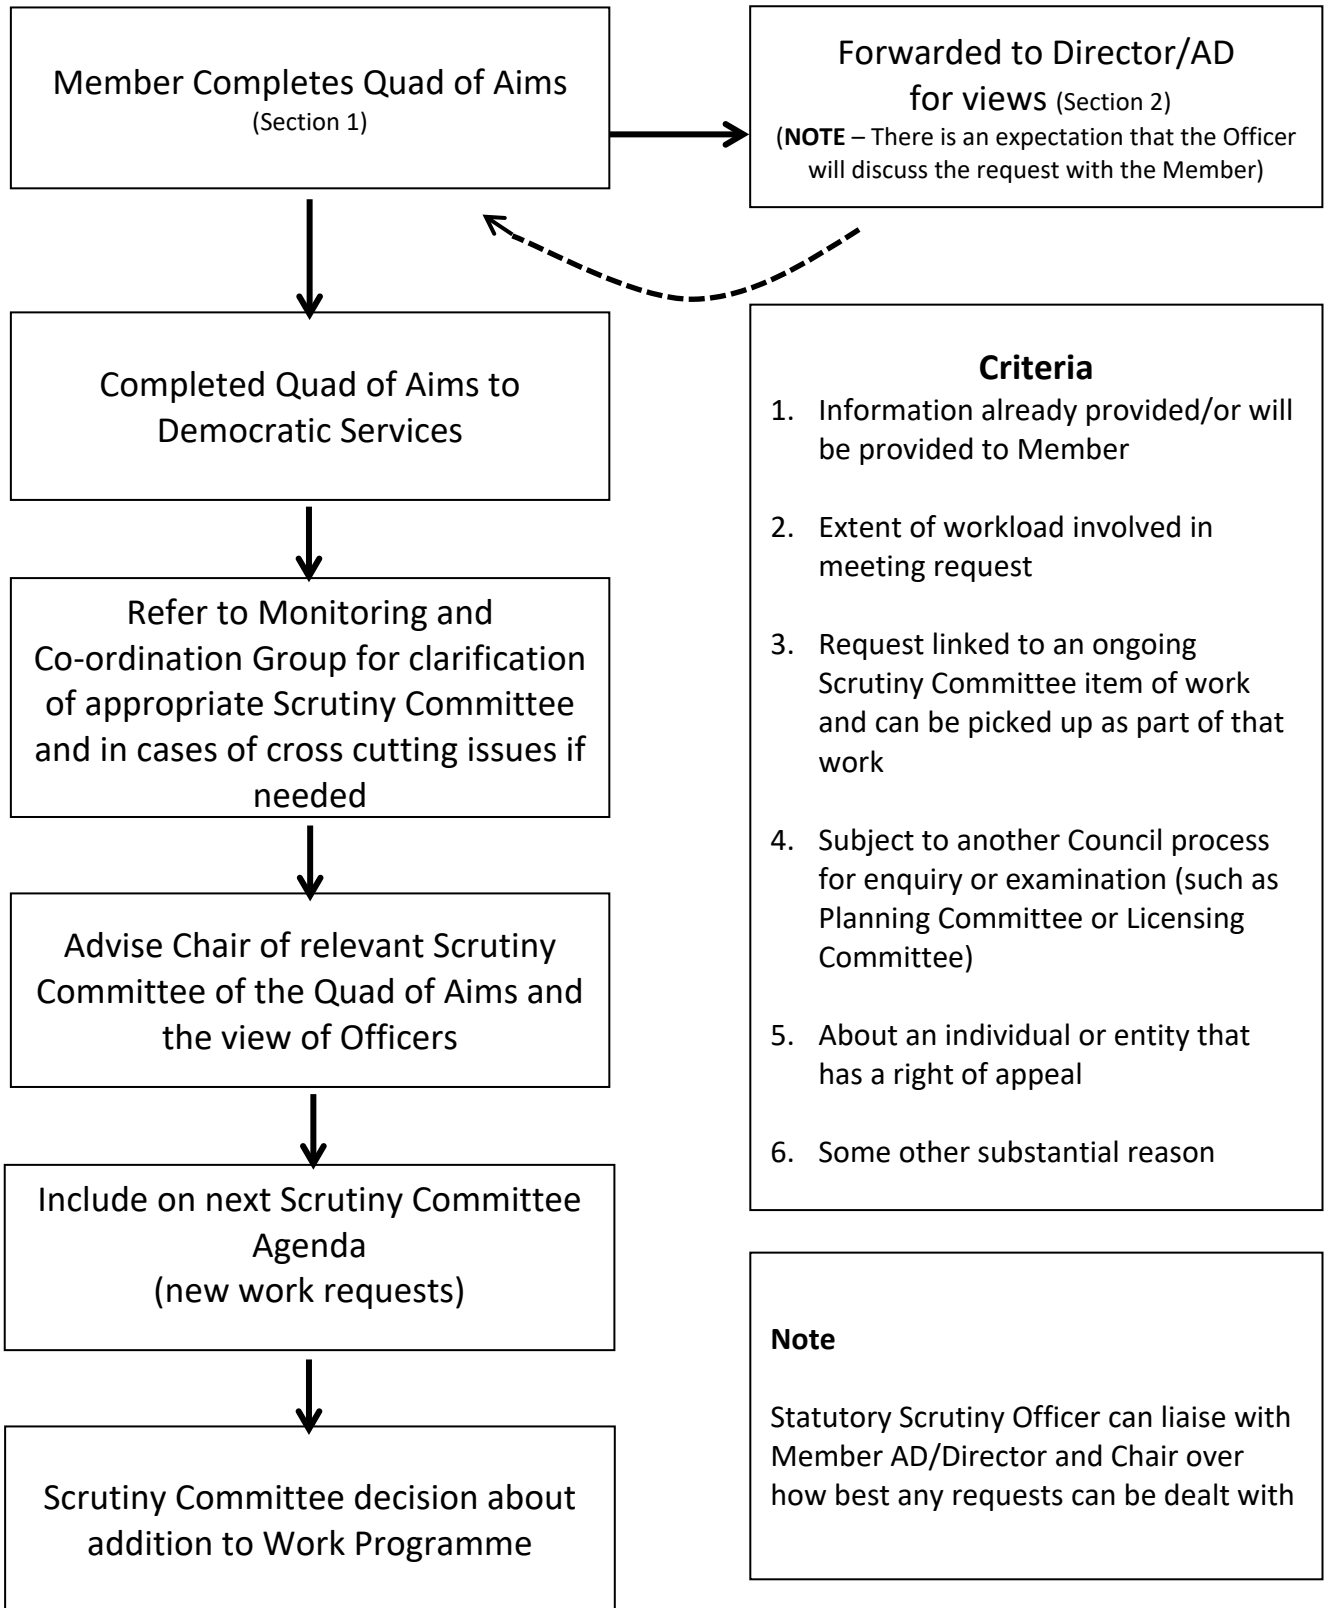 Member Completes Quad of Aims
(Section 1)
Forwarded to Director/AD
for views (Section 2)
(NOTE – There is an expectation that the Officer
will discuss the request with the Member)
Completed Quad of Aims to
Democratic Services
Refer to Monitoring and
Co-ordination Group for clarification
of appropriate Scrutiny Committee
and in cases of cross cutting issues if
needed
Advise Chair of relevant Scrutiny
Committee of the Quad of Aims and
the view of Officers
Include on next Scrutiny Committee
Agenda
(new work requests)
Scrutiny Committee decision about
addition to Work Programme
Criteria
1. Information already provided/or will
be provided to Member
2. Extent of workload involved in
meeting request
3. Request linked to an ongoing
Scrutiny Committee item of work
and can be picked up as part of that
work
4. Subject to another Council process
for enquiry or examination (such as
Planning Committee or Licensing
Committee)
5. About an individual or entity that
has a right of appeal
6. Some other substantial reason
Note
Statutory Scrutiny Officer can liaise with
Member AD/Director and Chair over
how best any requests can be dealt with